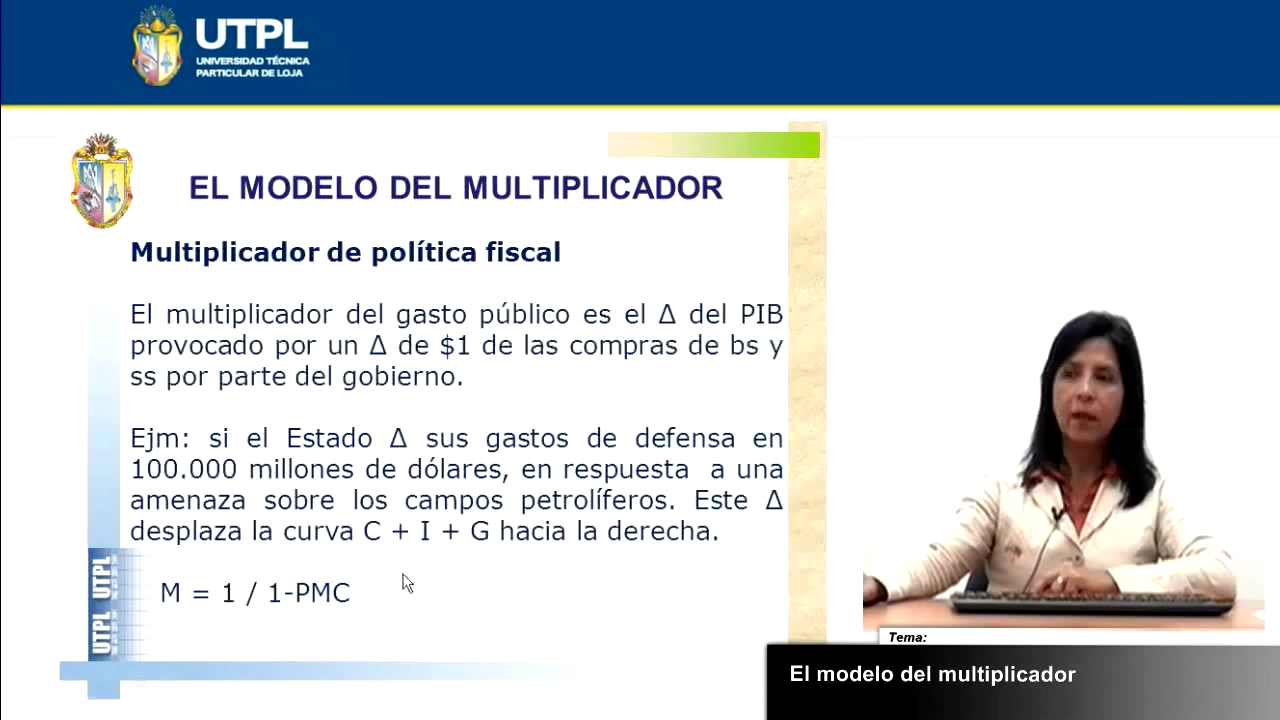 UTPL
UNIVERSIDAD TÉCNICA
PARTICULAR DE LOJA
EL MODELO DEL MULTIPLICADOR
Multiplicador de política fiscal
El multiplicador del gasto público es el Δ del PIB
provocado por un Δ de $1 de las compras de bs y
ss por parte del gobierno.
Ejm: si el Estado Δ sus gastos de defensa en
100.000 millones de dólares, en respuesta a una
amenaza sobre los campos petrolíferos. Este Δ
desplaza la curva C + I + G hacia la derecha.
M = 1 / 1-PMC
UTPL
UTPL
Tema:
El modelo del multiplicador